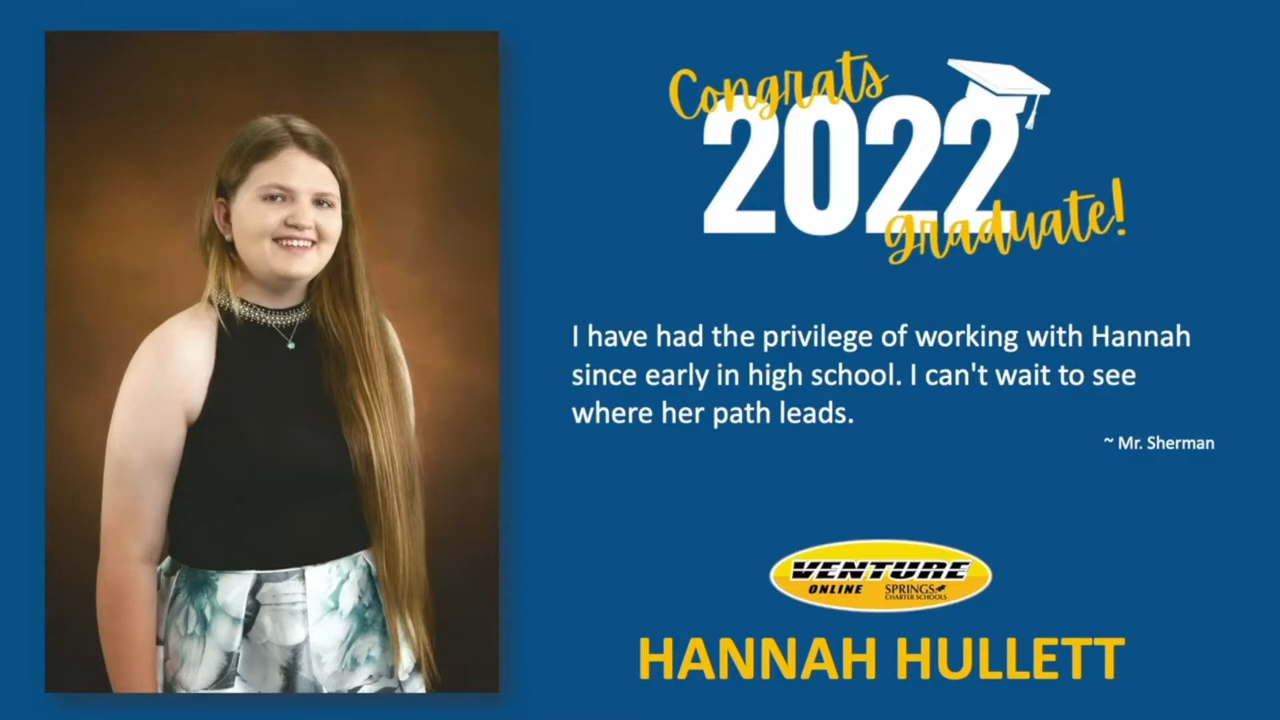 Congrats
2022
graduate!
I have had the privilege of working with Hannah
since early in high school. I can't wait to see
where her path leads.
~ Mr. Sherman
VENTURE
ONLINE SPRINGS
CHARTER SCHOOLS
HANNAH HULLETT